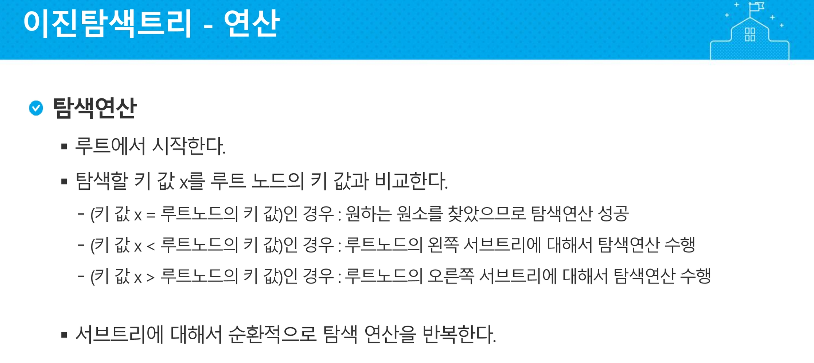 이진탐색트리 - 연산
탐색연산
▪ 루트에서 시작한다.
▪ 탐색할 키 값 x를 루트 노드의 키 값과 비교한다.
- (키 값 x = 루트노드의 키 값)인 경우 : 원하는 원소를 찾았으므로 탐색연산 성공
- (키 값 x < 루트노드의 키 값)인 경우 : 루트노드의 왼쪽 서브트리에 대해서 탐색연산 수행
- (키 값 x > 루트노드의 키 값)인 경우 : 루트노드의 오른쪽 서브트리에 대해서 탐색연산 수행
▪ 서브트리에 대해서 순환적으로 탐색 연산을 반복한다.